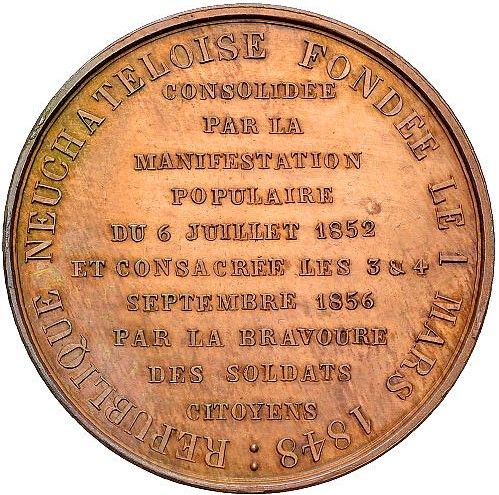 REPUBLIQUE NEUCHATELOISE FONDEE LE 1 MARS 1848:
CONSOLIDÉE
PAR LA
MANIFESTATION
POPULAIRE
DU 6 JUILLET 1852
ET CONSACRÉE LES 3 & 4
SEPTEMBRE 1856
PAR LA BRAVOURE
DES SOLDATS
CITOYENS